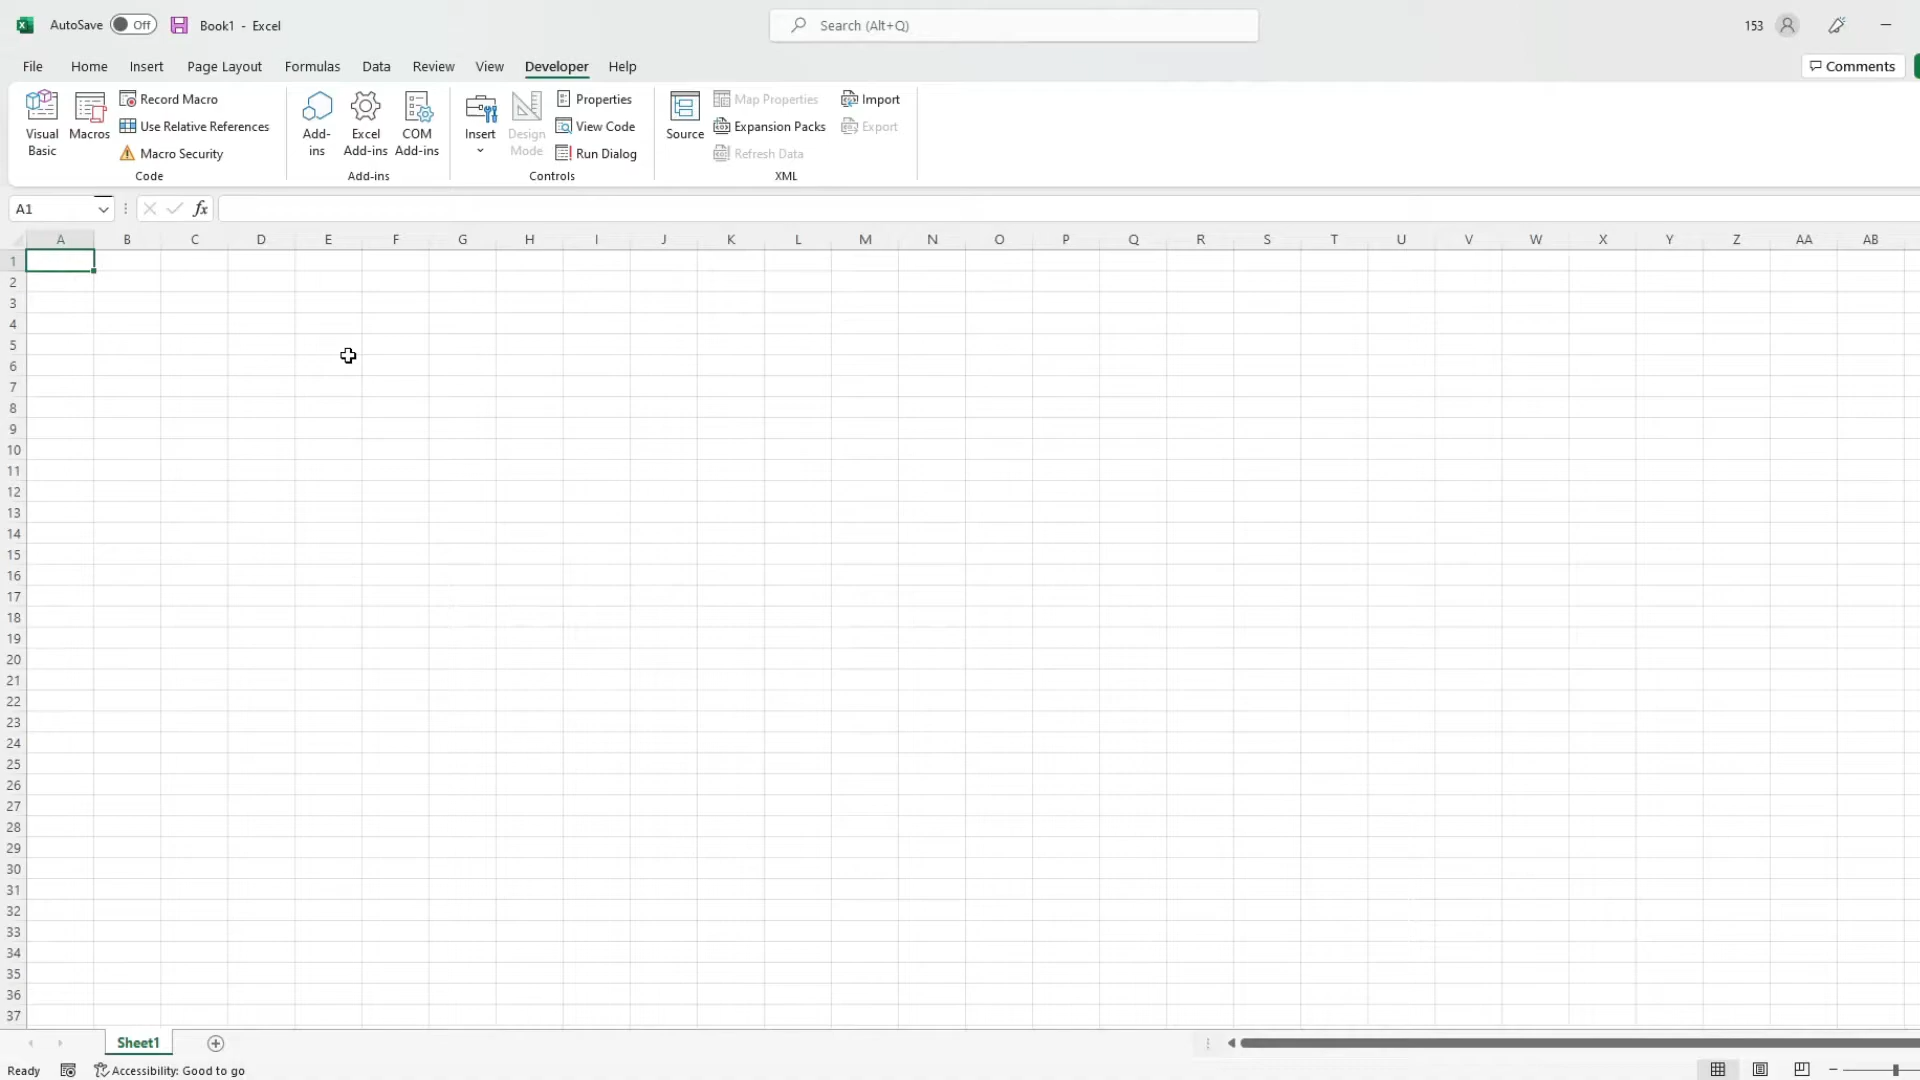 AutoSave Off Book1 - Excel Search (Alt+Q) 153
File Home Insert Page Layout Formulas Data Review View Developer Help Comments
Visual Basic
Macros
Record Macro
Use Relative References
Macro Security
Code
Add-ins
Excel Add-ins
COM Add-ins
Add-ins
Insert
Design Mode
Properties
View Code
Run Dialog
Controls
Source
Map Properties
Expansion Packs
Refresh Data
Import
Export
XML
A1 fx
A B C D E F G H I J K L M N O P Q R S T U V W X Y Z AA AB
1
2
3
4
5
6
7
8
9
10
11
12
13
14
15
16
17
18
19
20
21
22
23
24
25
26
27
28
29
30
31
32
33
34
35
36
37
Sheet1
Ready Accessibility: Good to go